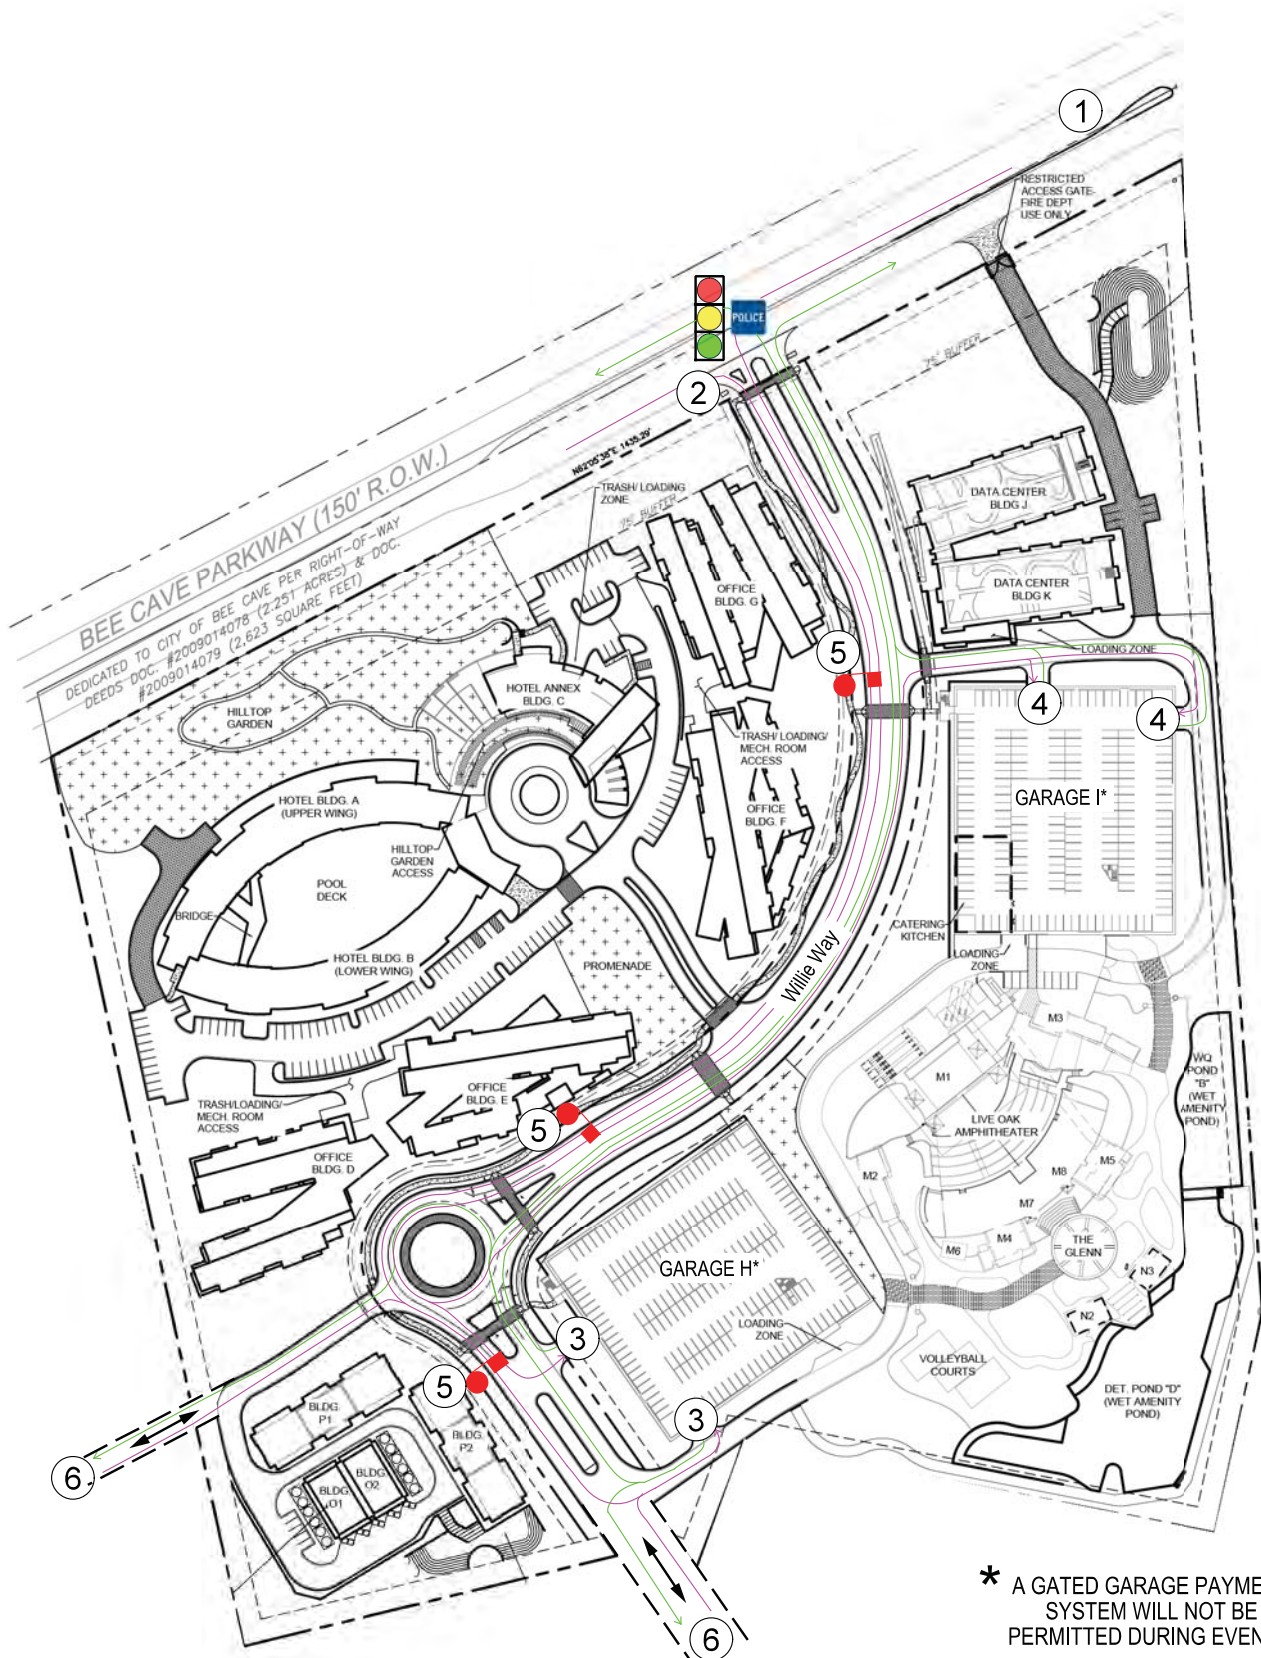 1
RESTRICTED
ACCESS GATE-
FIRE DEPT
USE ONLY
POLICE
2
75' BUFFER
N62°05'38"E 1435.29'
BEE CAVE PARKWAY (150' R.O.W.)
DEDICATED TO CITY OF BEE CAVE PER RIGHT-OF-WAY
DEEDS DOC. #2009014078 (2.251 ACRES) & DOC.
#2009014079 (2,623 SQUARE FEET)
TRASH/ LOADING
ZONE
75' BUFFER
DATA CENTER
BLDG J
DATA CENTER
BLDG K
LOADING ZONE
OFFICE
BLDG. G
5
4
4
HOTEL ANNEX
BLDG. C
HILLTOP
GARDEN
TRASH/ LOADING/
MECH. ROOM
ACCESS
GARAGE I*
OFFICE
BLDG. F
HOTEL BLDG. A
(UPPER WING)
HILLTOP
GARDEN
ACCESS
POOL
DECK
BRIDGE
HOTEL BLDG. B
(LOWER WING)
PROMENADE
Willie Way
CATERING
KITCHEN
LOADING
ZONE
M3
M1
WQ
POND
"B"
(WET
AMENITY
POND)
LIVE OAK
AMPHITHEATER
TRASH/LOADING/
MECH. ROOM
ACCESS
OFFICE
BLDG. E
5
OFFICE
BLDG. D
M2
M8
M5
M7
M4
M6
THE
GLENN
N3
N2
GARAGE H*
LOADING
ZONE
3
VOLLEYBALL
COURTS
DET. POND "D"
(WET AMENITY
POND)
5
3
BLDG.
P1
BLDG.
P2
BLDG.
O2
BLDG.
O1
6
6
* A GATED GARAGE PAYME
SYSTEM WILL NOT BE
PERMITTED DURING EVEN